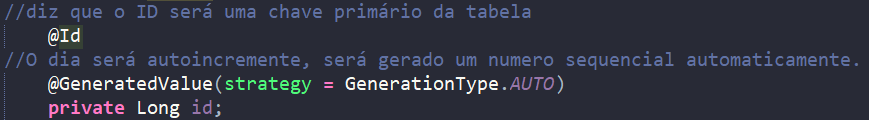 //diz que o ID será uma chave primário da tabela
@Id
//O dia será autoincremente, será gerado um numero sequencial automaticamente.
@GeneratedValue(strategy = GenerationType.AUTO)
private Long id;